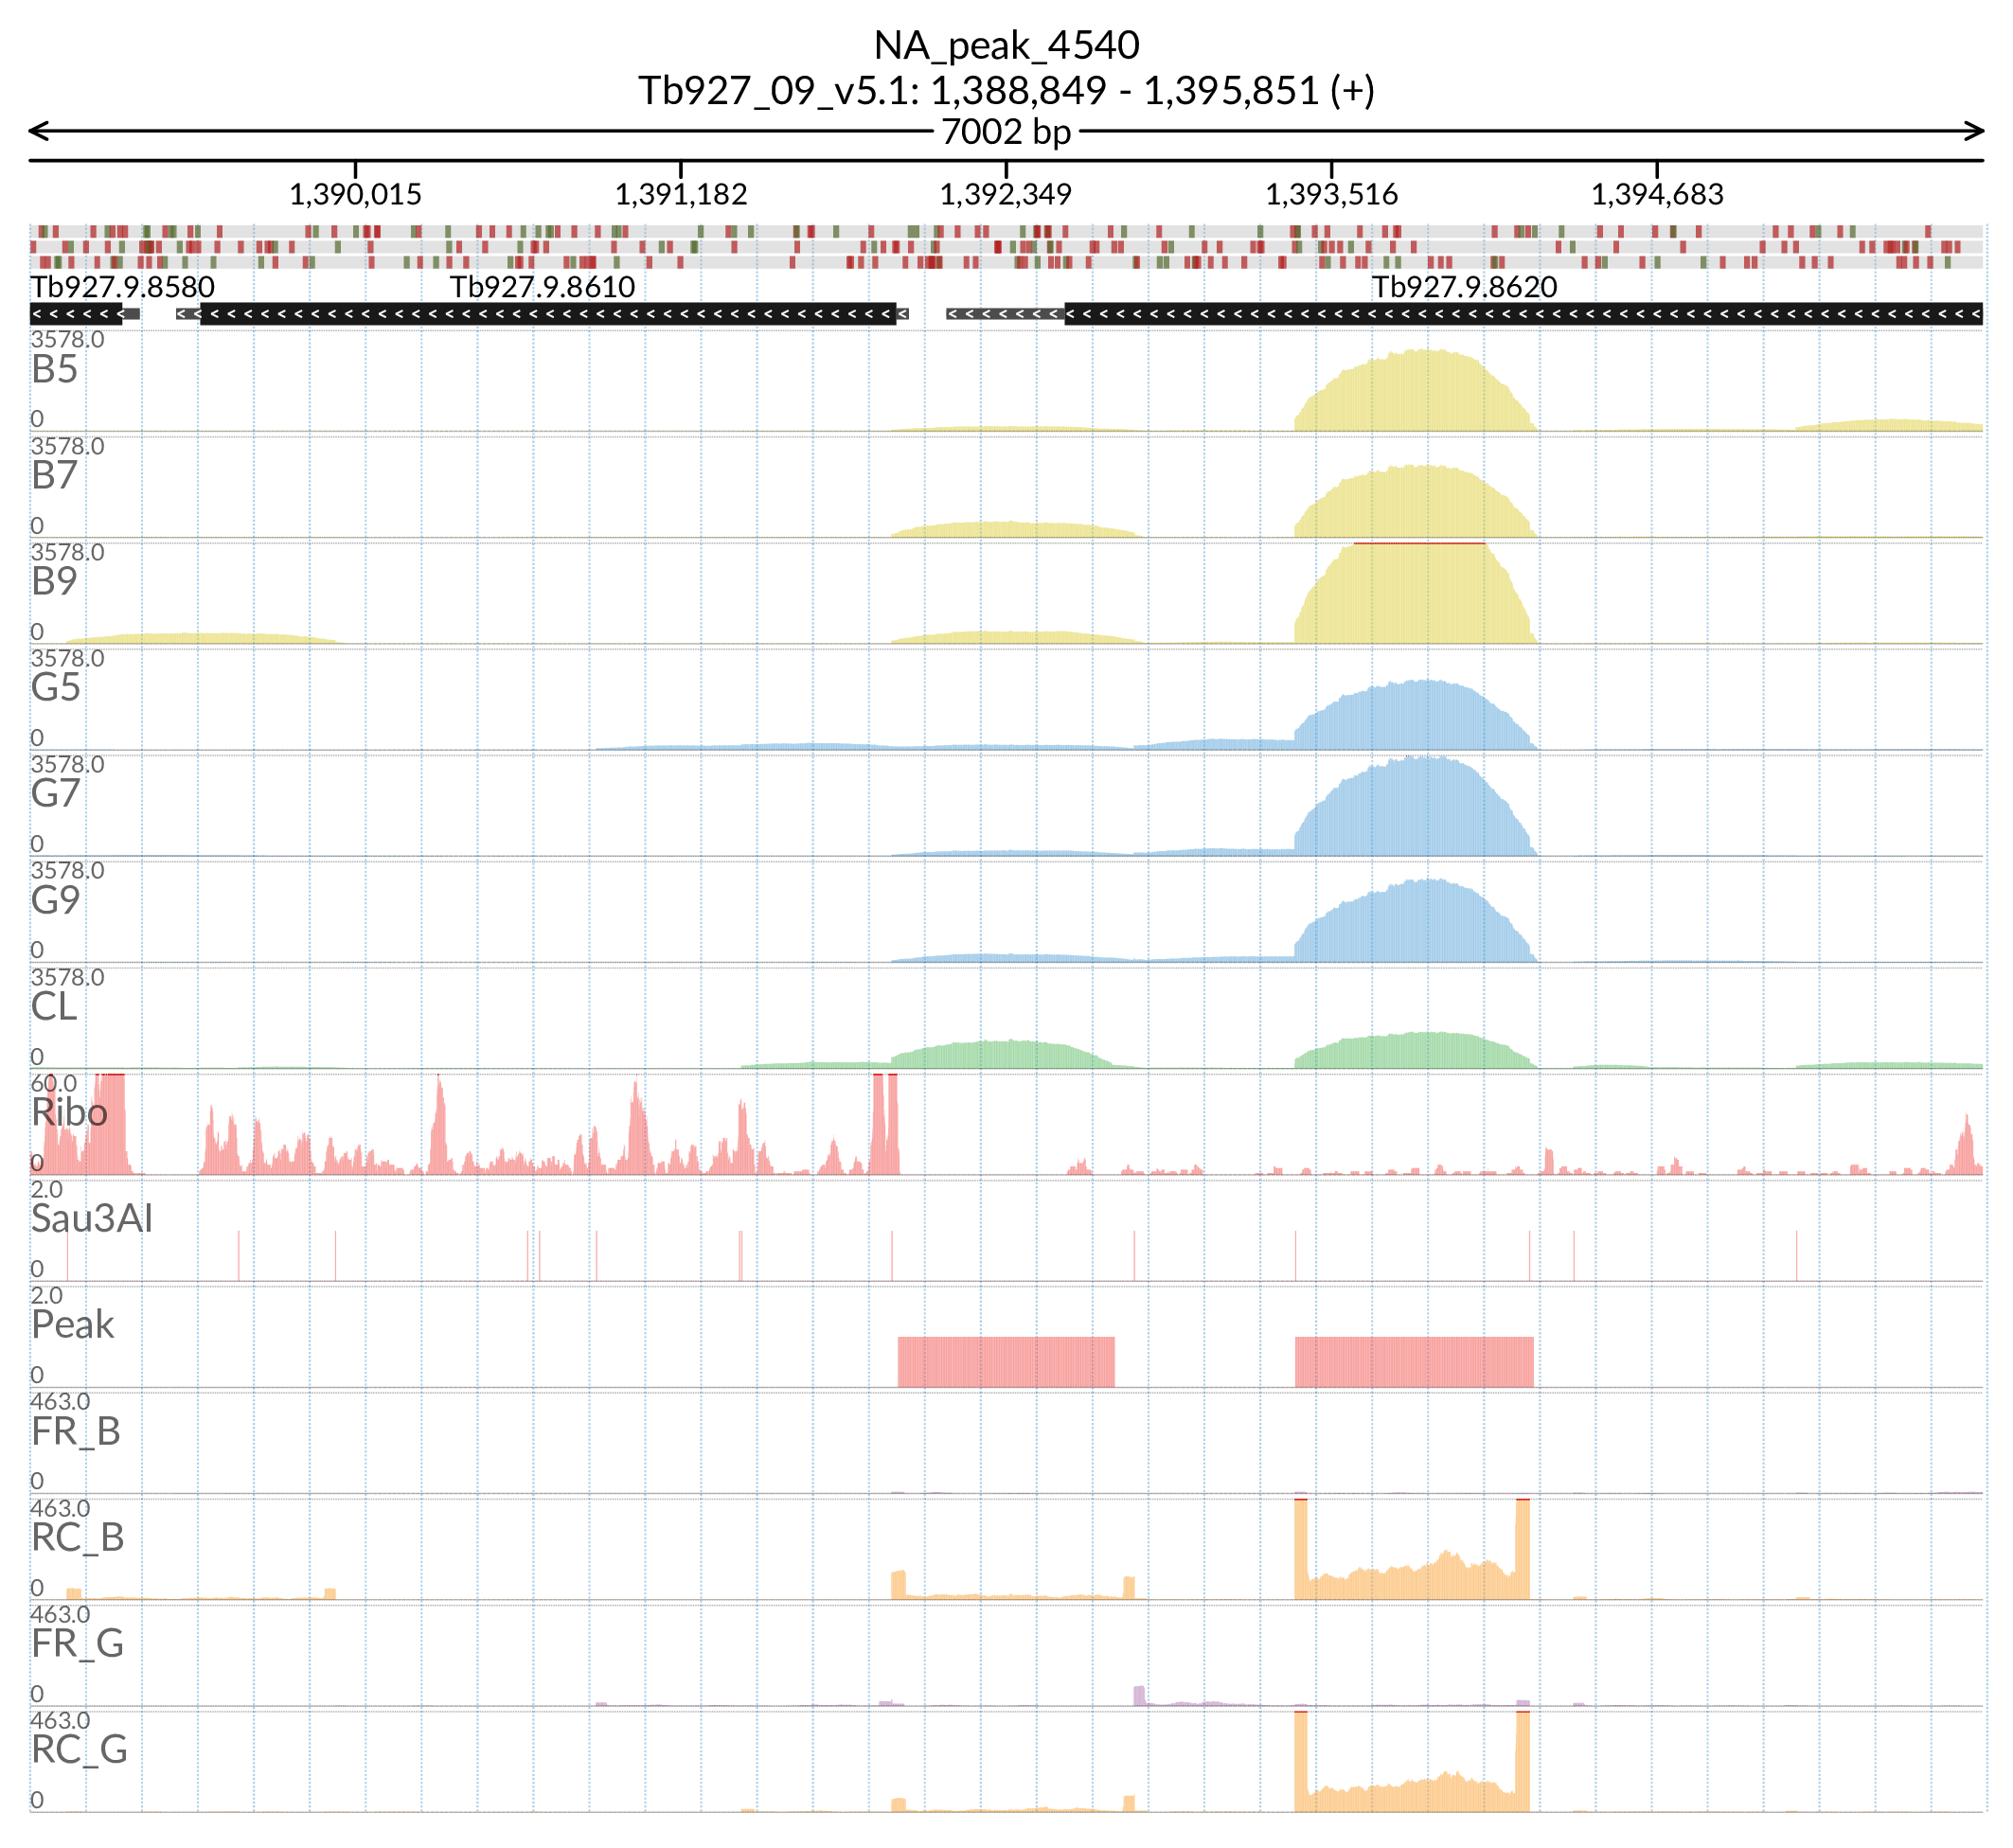 NA_peak_4540
Tb927_09_v5.1: 1,388,849 - 1,395,851 (+)
7002 bp
1,390,015 1,391,182 1,392,349 1,393,516 1,394,683
Tb927.9.8580 Tb927.9.8610 Tb927.9.8620
3578.0
B5
0
3578.0
B7
0
3578.0
B9
0
3578.0
G5
0
3578.0
G7
0
3578.0
G9
0
3578.0
CL
0
60.0
Ribo
0
2.0
Sau3AI
0
2.0
Peak
0
463.0
FR_B
0
463.0
RC_B
0
463.0
FR_G
0
463.0
RC_G
0